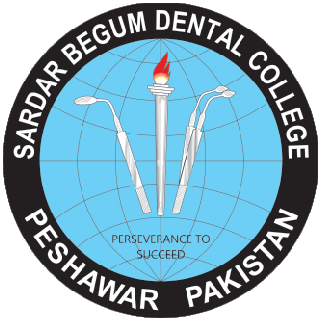 SARDAR BEGUM DENTAL COLLEGE
PERSEVERANCE TO
SUCCEED
PESHAWAR PAKISTAN